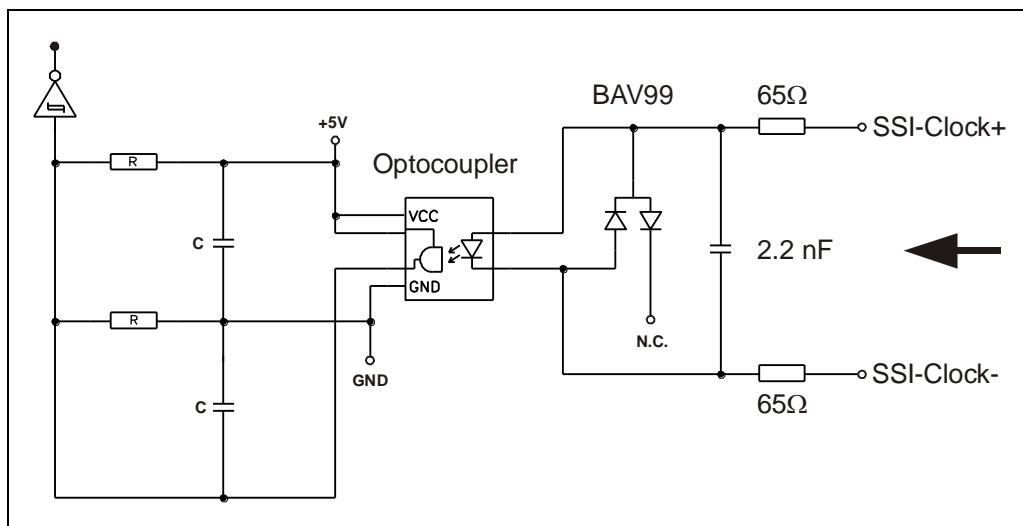 BAV99
65Ω
SSI-Clock+
+5V
Optocoupler
R
VCC
C
2.2 nF
GND
R
N.C.
GND
SSI-Clock-
C
65Ω